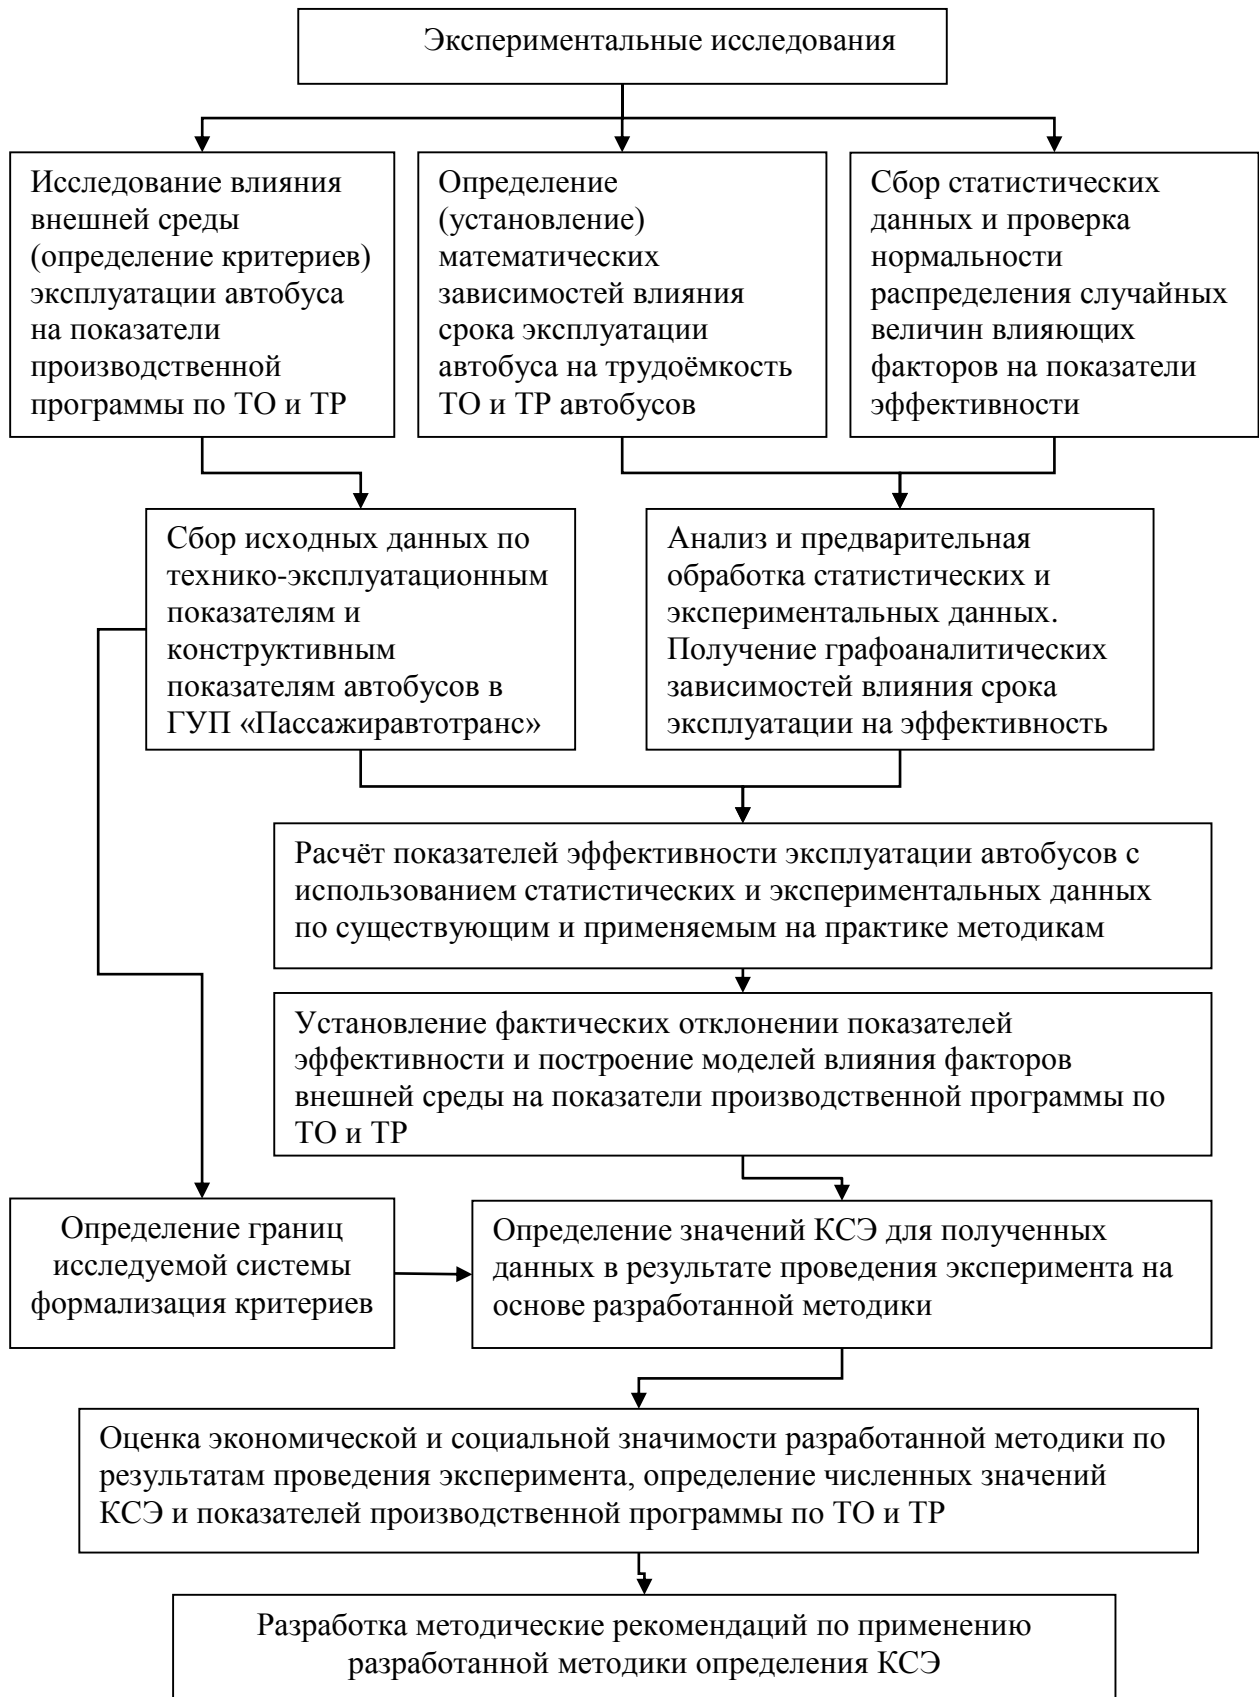 Экспериментальные исследования
Исследование влияния
внешней среды
(определение критериев)
эксплуатации автобуса
на показатели
производственной
программы по ТО и ТР
Определение
(установление)
математических
зависимостей влияния
срока эксплуатации
автобуса на трудоёмкость
ТО и ТР автобусов
Сбор статистических
данных и проверка
нормальности
распределения случайных
величин влияющих
факторов на показатели
эффективности
Сбор исходных данных по
технико-эксплуатационным
показателям и
конструктивным
показателям автобусов в
ГУП «Пассажиравтотранс»
Анализ и предварительная
обработка статистических и
экспериментальных данных.
Получение графоаналитических
зависимостей влияния срока
эксплуатации на эффективность
Расчёт показателей эффективности эксплуатации автобусов с
использованием статистических и экспериментальных данных
по существующим и применяемым на практике методикам
Установление фактических отклонении показателей
эффективности и построение моделей влияния факторов
внешней среды на показатели производственной программы по
ТО и ТР
Определение границ
исследуемой системы
формализация критериев
Определение значений КСЭ для полученных
данных в результате проведения эксперимента на
основе разработанной методики
Оценка экономической и социальной значимости разработанной методики по
результатам проведения эксперимента, определение численных значений
КСЭ и показателей производственной программы по ТО и ТР
Разработка методические рекомендаций по применению
разработанной методики определения КСЭ